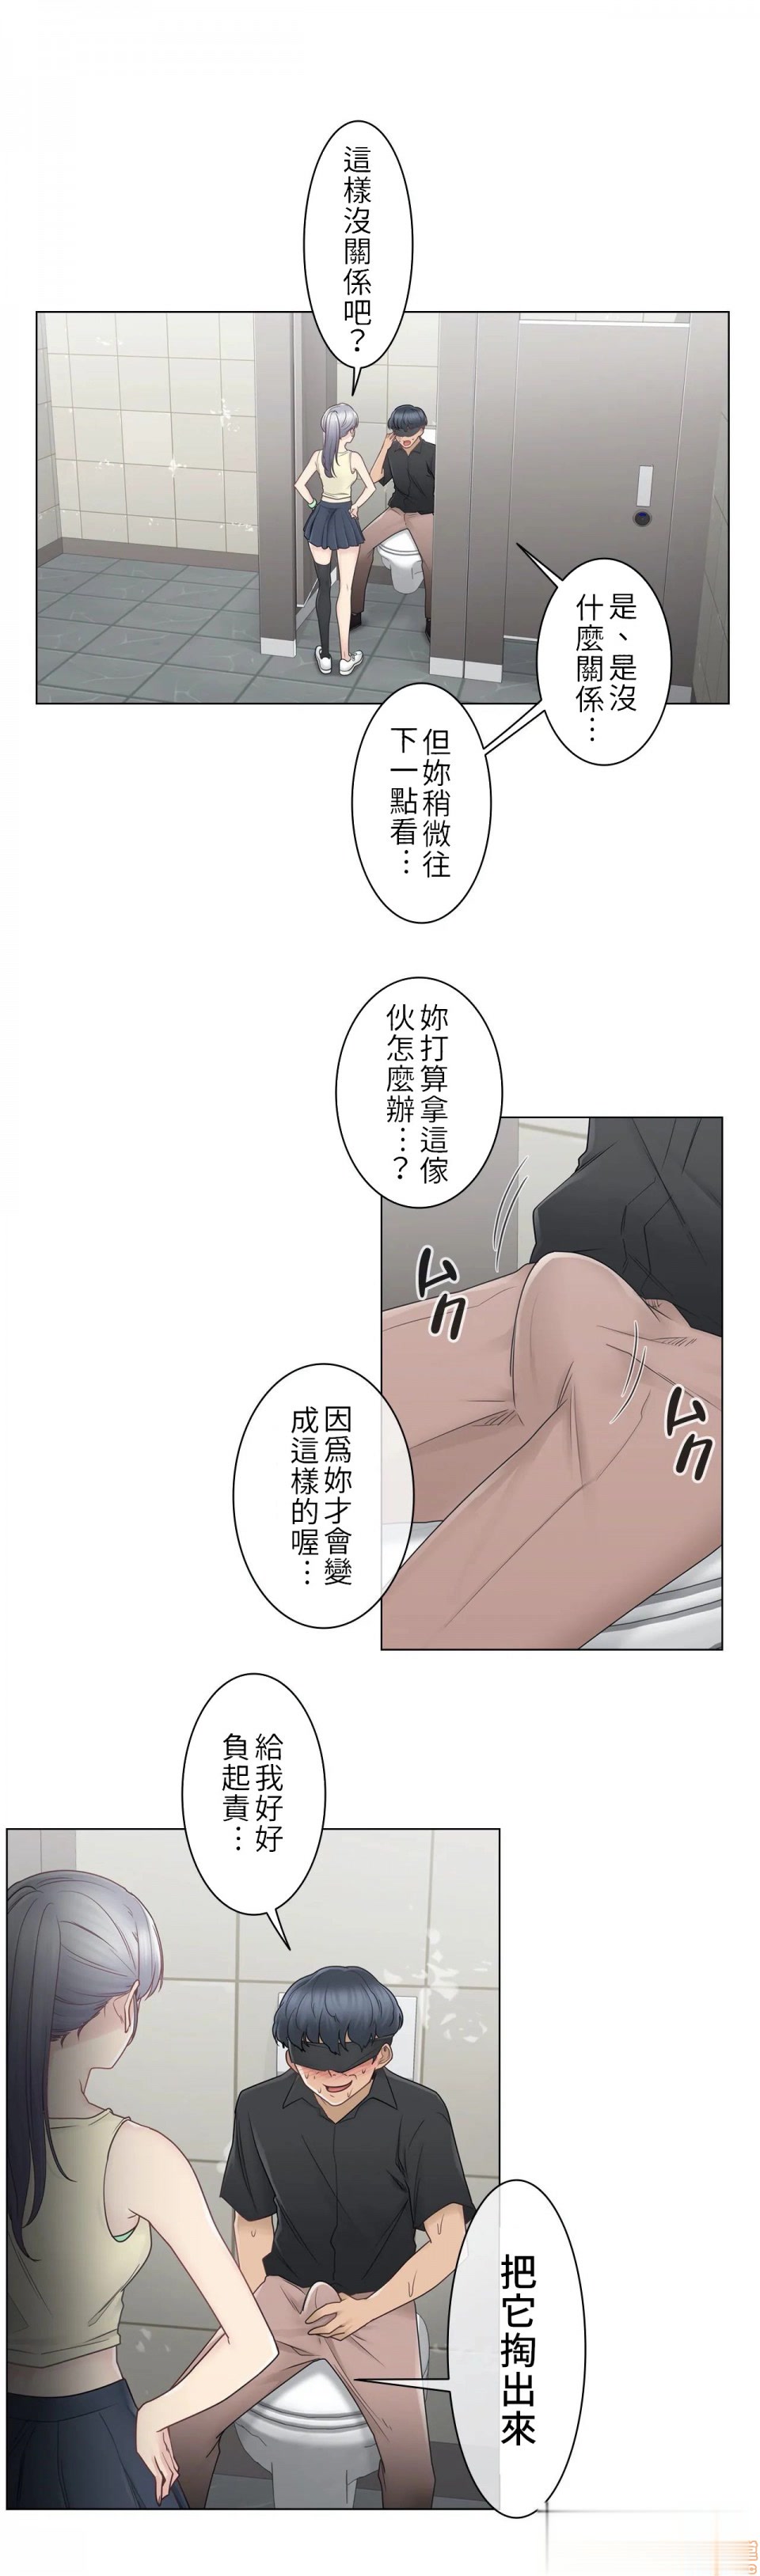 這樣沒關係吧？
是、是沒
什麼關係…
但妳稍微往
下一點看…
妳打算拿這傢
伙怎麼辦…？
ムク
ムク
因爲妳才會變
成這樣的喔…
給我好好
負起責…
把它掏出來